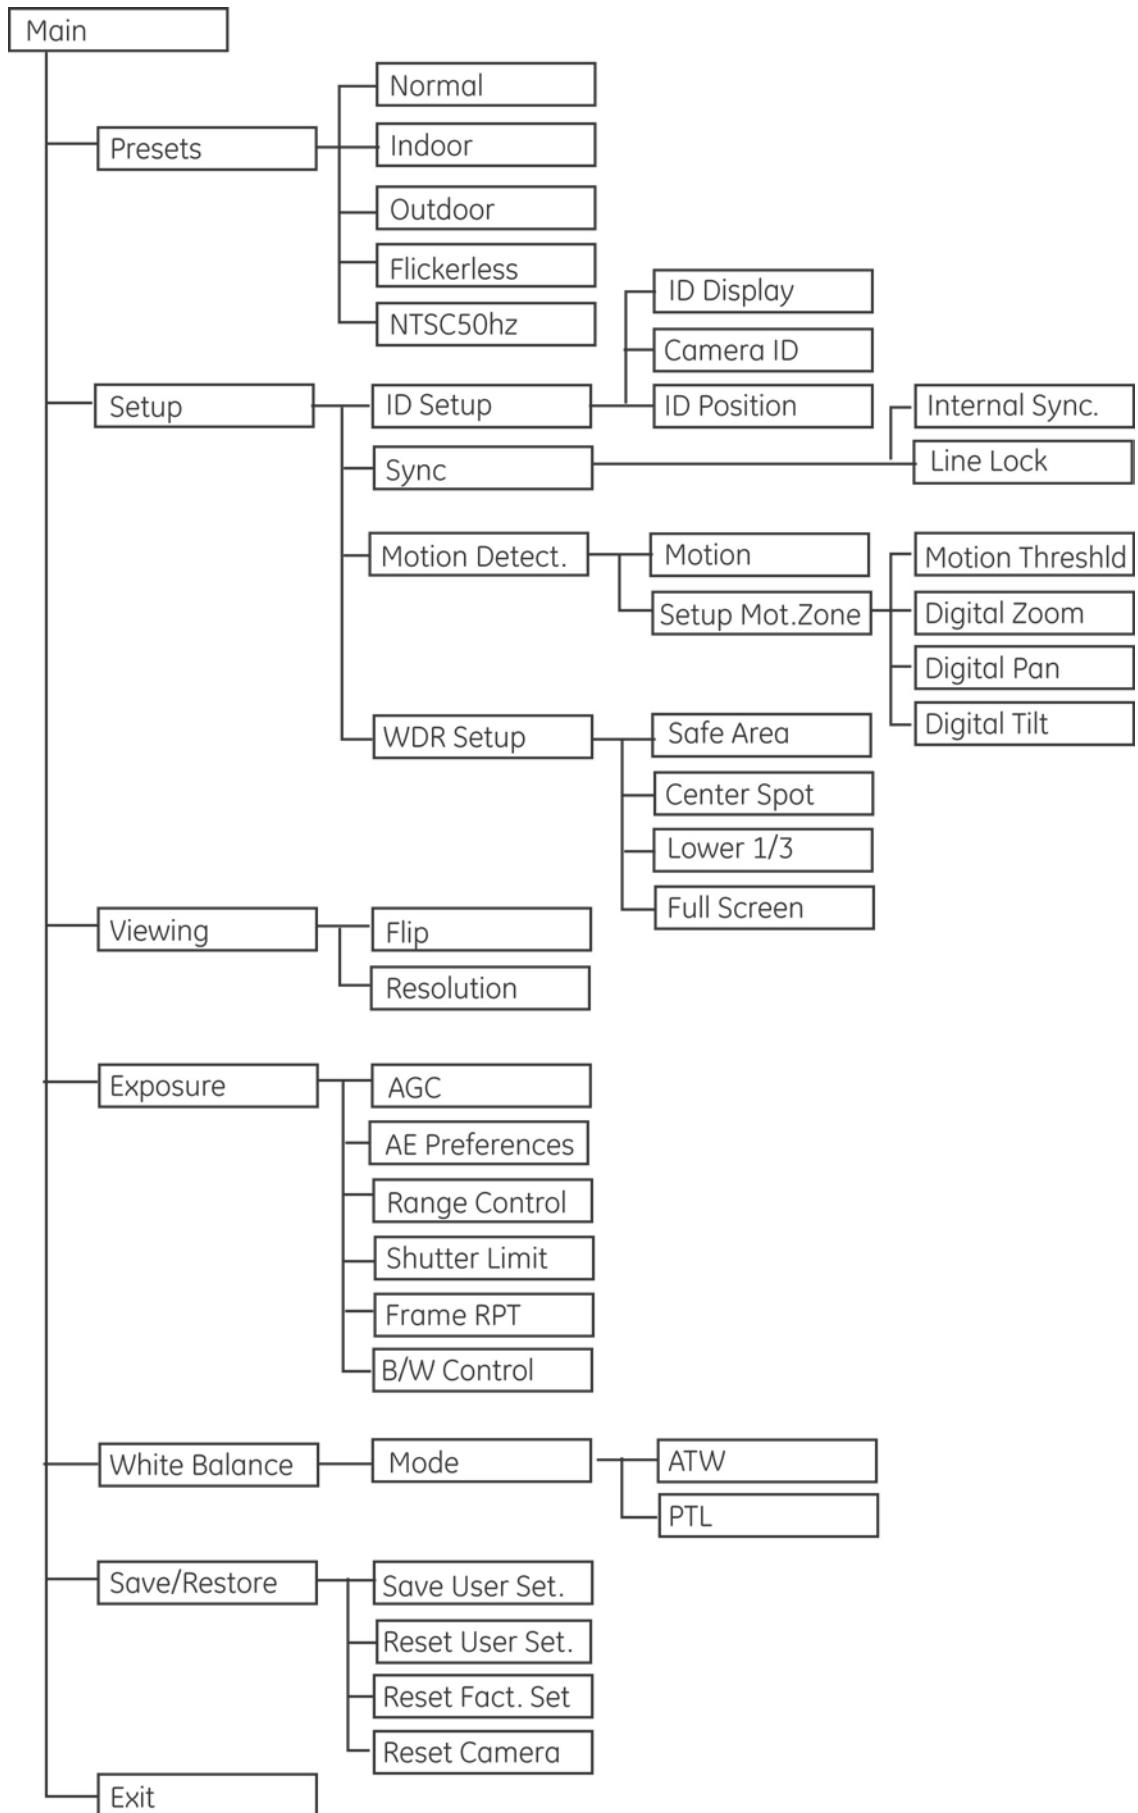 Main
Presets
Normal
Indoor
Outdoor
Flickerless
NTSC50hz
Setup
ID Setup
ID Display
Camera ID
ID Position
Sync
Internal Sync.
Line Lock
Motion Detect.
Motion
Setup Mot.Zone
Motion Threshld
Digital Zoom
Digital Pan
Digital Tilt
WDR Setup
Safe Area
Center Spot
Lower 1/3
Full Screen
Viewing
Flip
Resolution
Exposure
AGC
AE Preferences
Range Control
Shutter Limit
Frame RPT
B/W Control
White Balance
Mode
ATW
PTL
Save/Restore
Save User Set.
Reset User Set.
Reset Fact. Set
Reset Camera
Exit